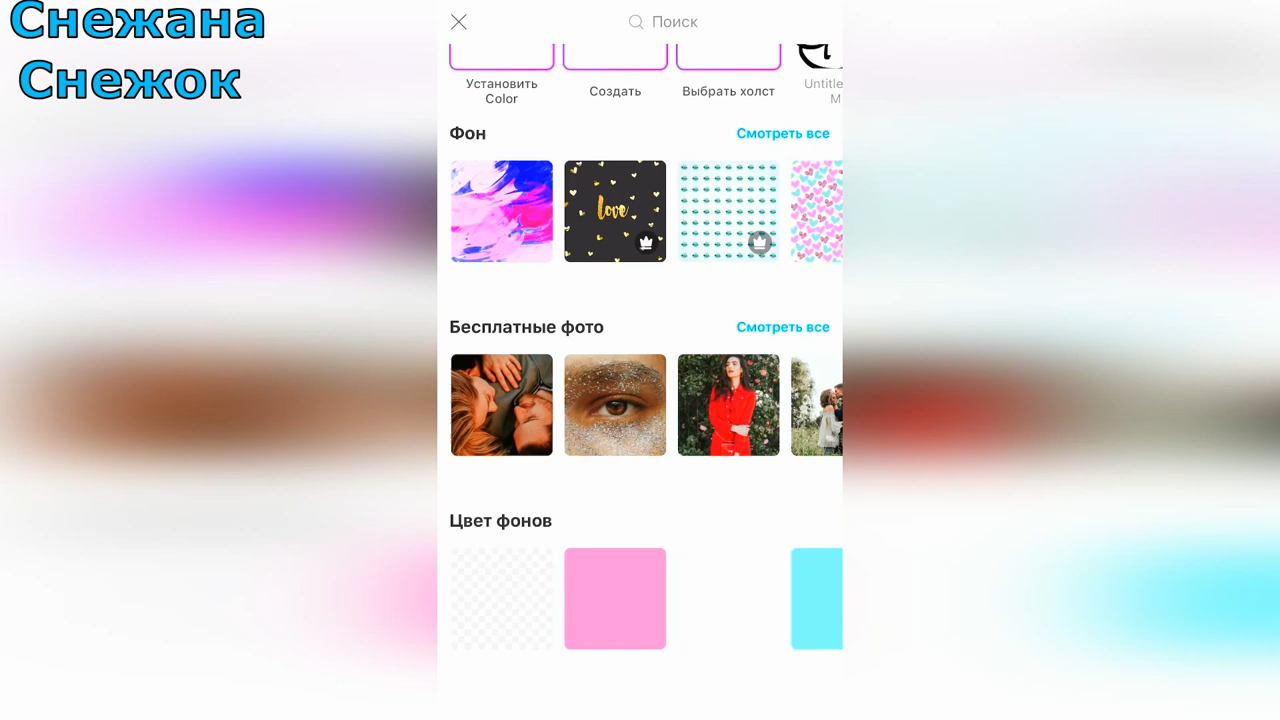 Снежана
Снежок
Поиск
Установить
Color
Создать
Выбрать холст
Untitle
M
Фон
Смотреть все
love
Бесплатные фото
Смотреть все
Цвет фонов